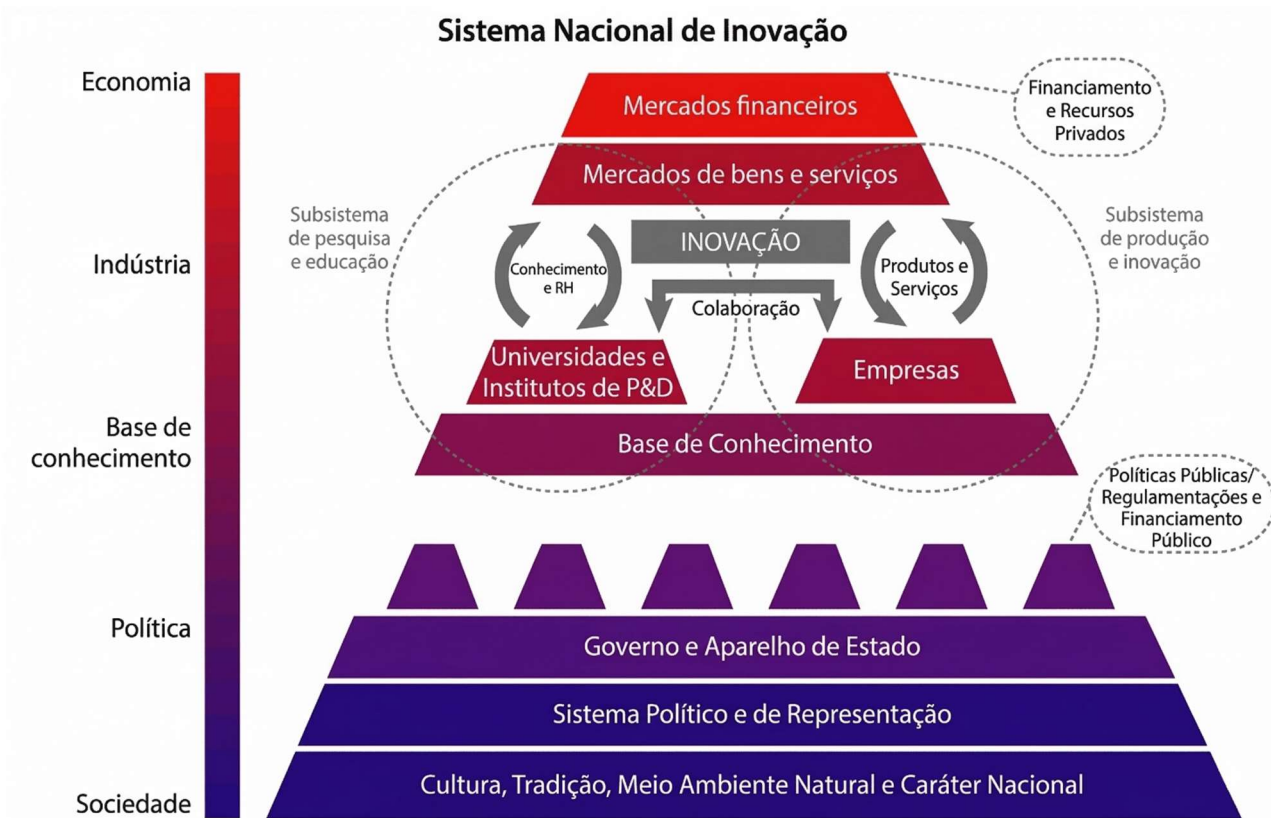 Sistema Nacional de Inovação
Economia
Mercados financeiros
Financiamento
e Recursos
Privados
Mercados de bens e serviços
Subsistema
de pesquisa
e educação
Subsistema
de produção
e inovação
Indústria
INOVAÇÃO
Conhecimento
e RH
Produtos e
Serviços
Colaboração
Universidades e
Institutos de P&D
Empresas
Base de
conhecimento
Base de Conhecimento
Políticas Públicas/
Regulamentações e
Financiamento
Público
Política
Governo e Aparelho de Estado
Sistema Político e de Representação
Cultura, Tradição, Meio Ambiente Natural e Caráter Nacional
Sociedade